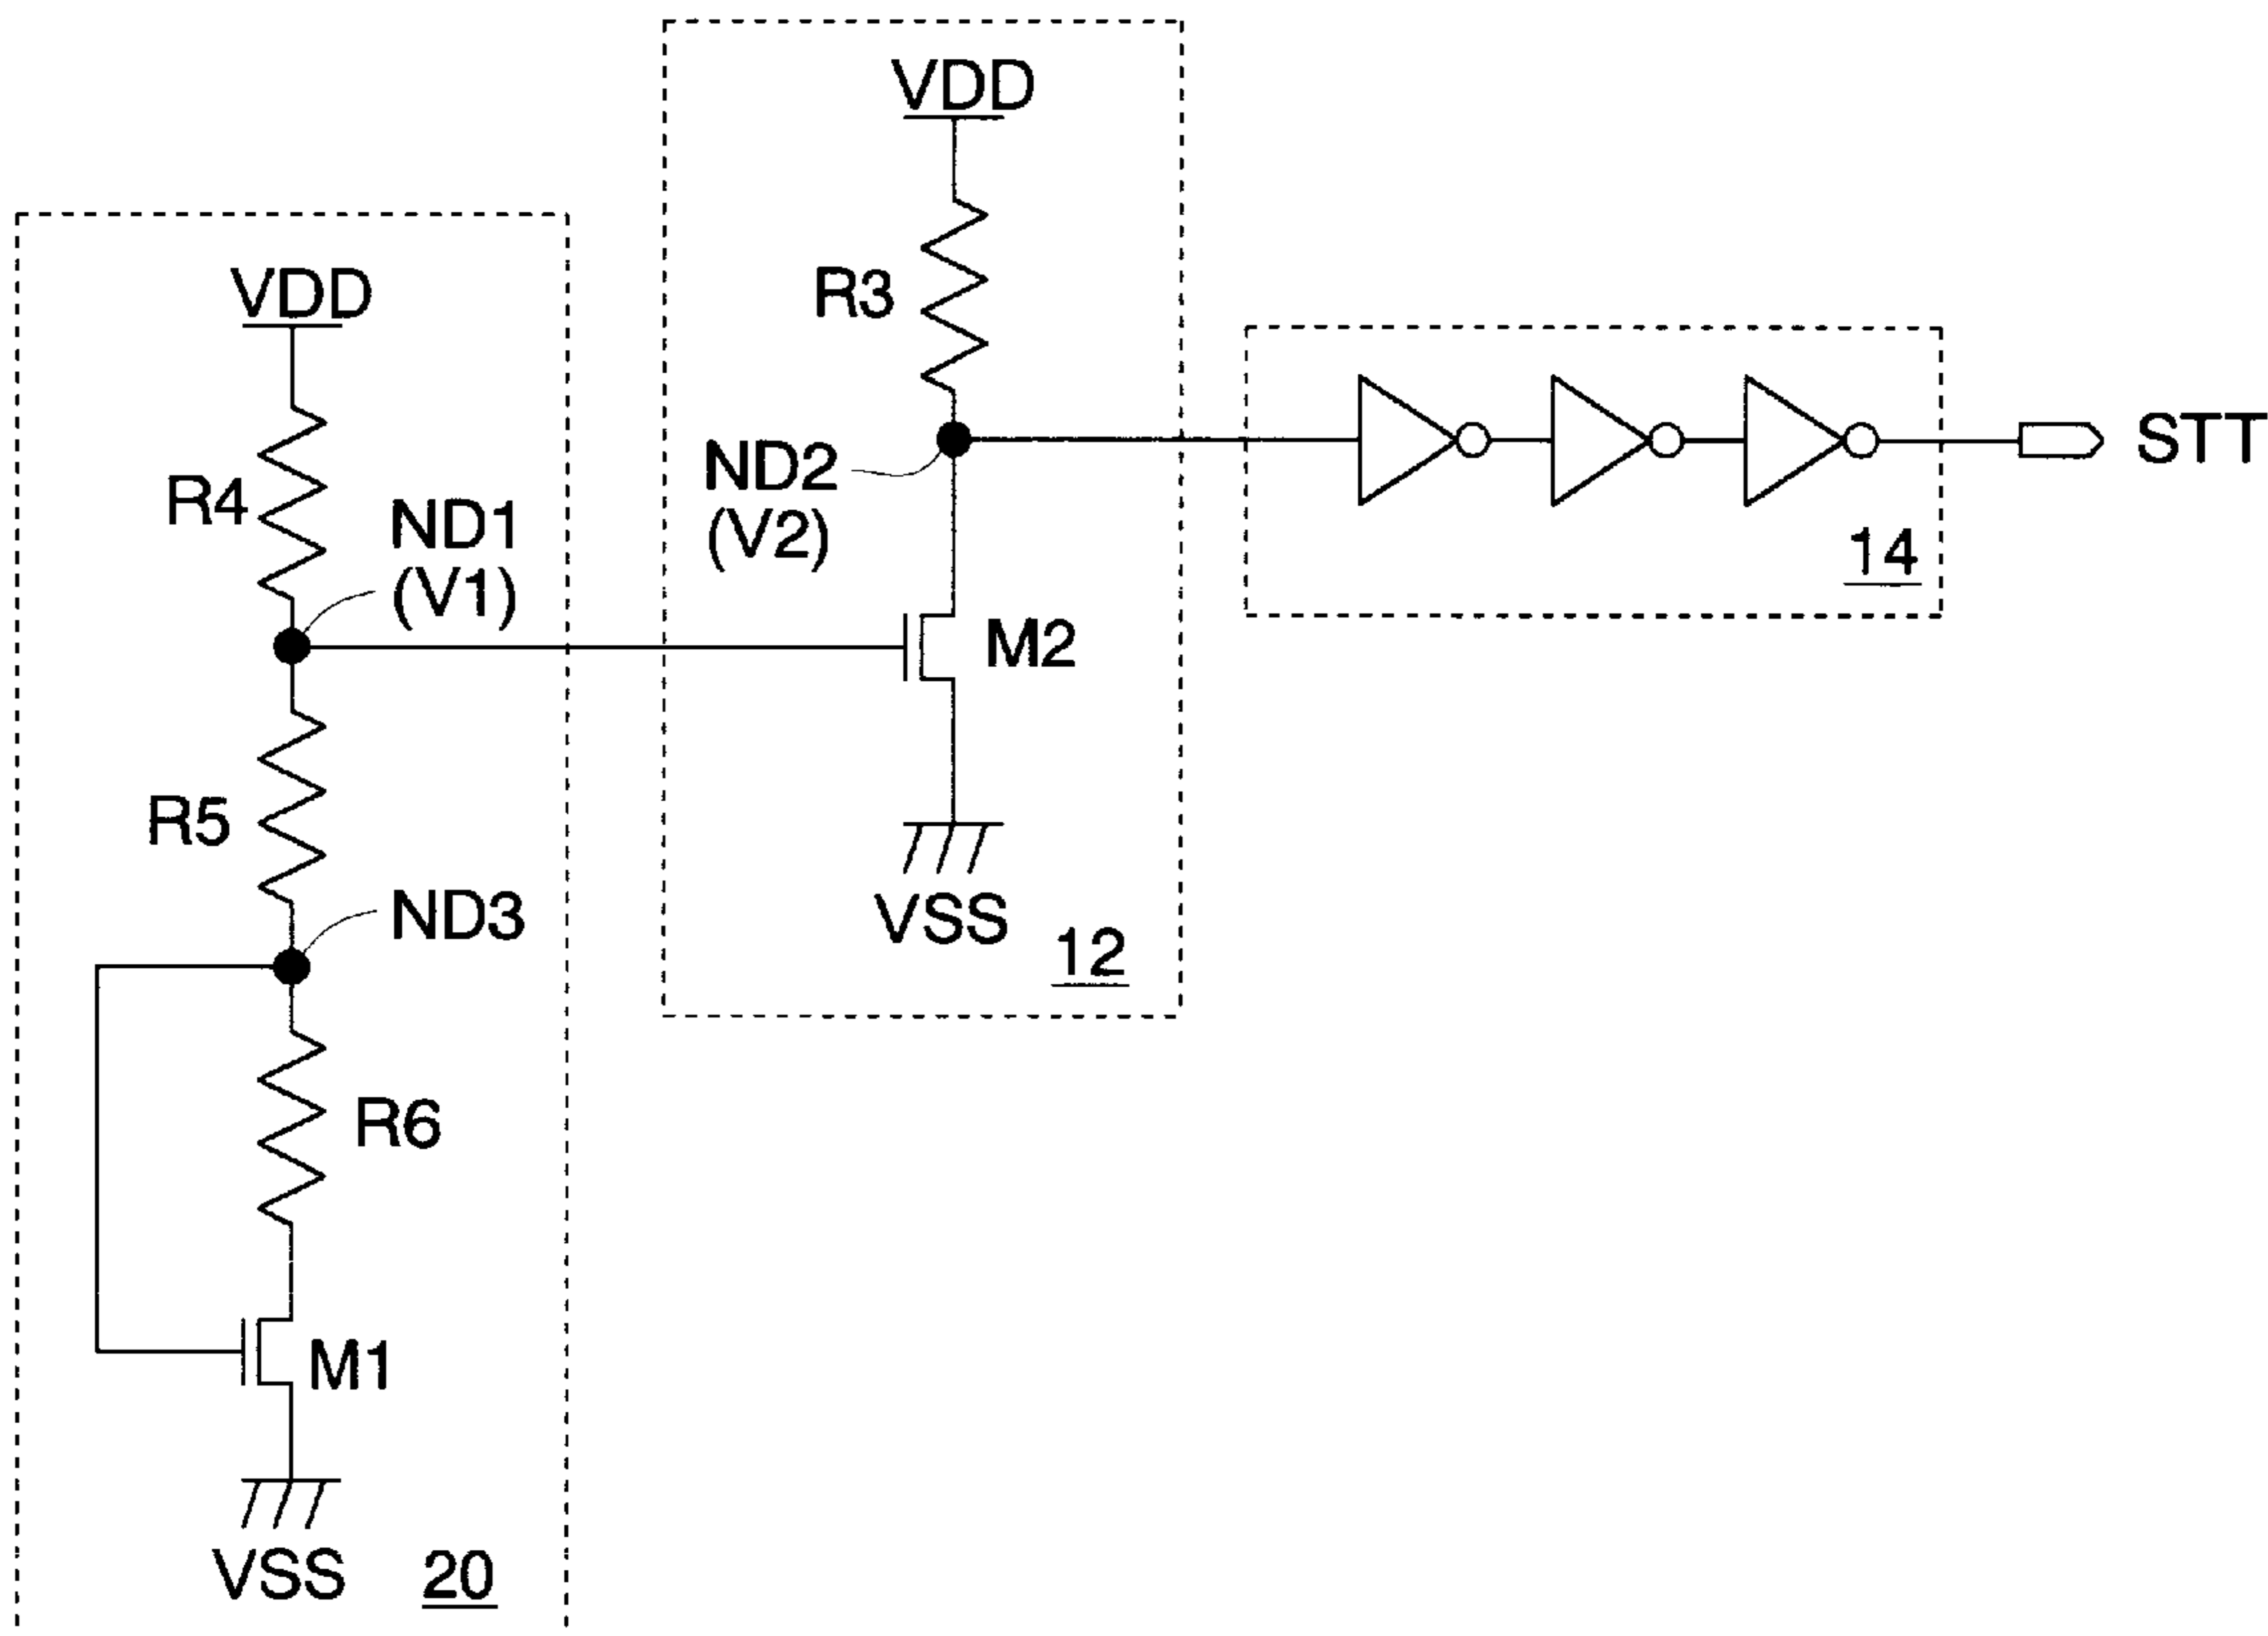 VDD
R4
ND1
(V1)
R5
ND3
R6
M1
VSS
20
VDD
R3
ND2
(V2)
M2
VSS
12
14
STT